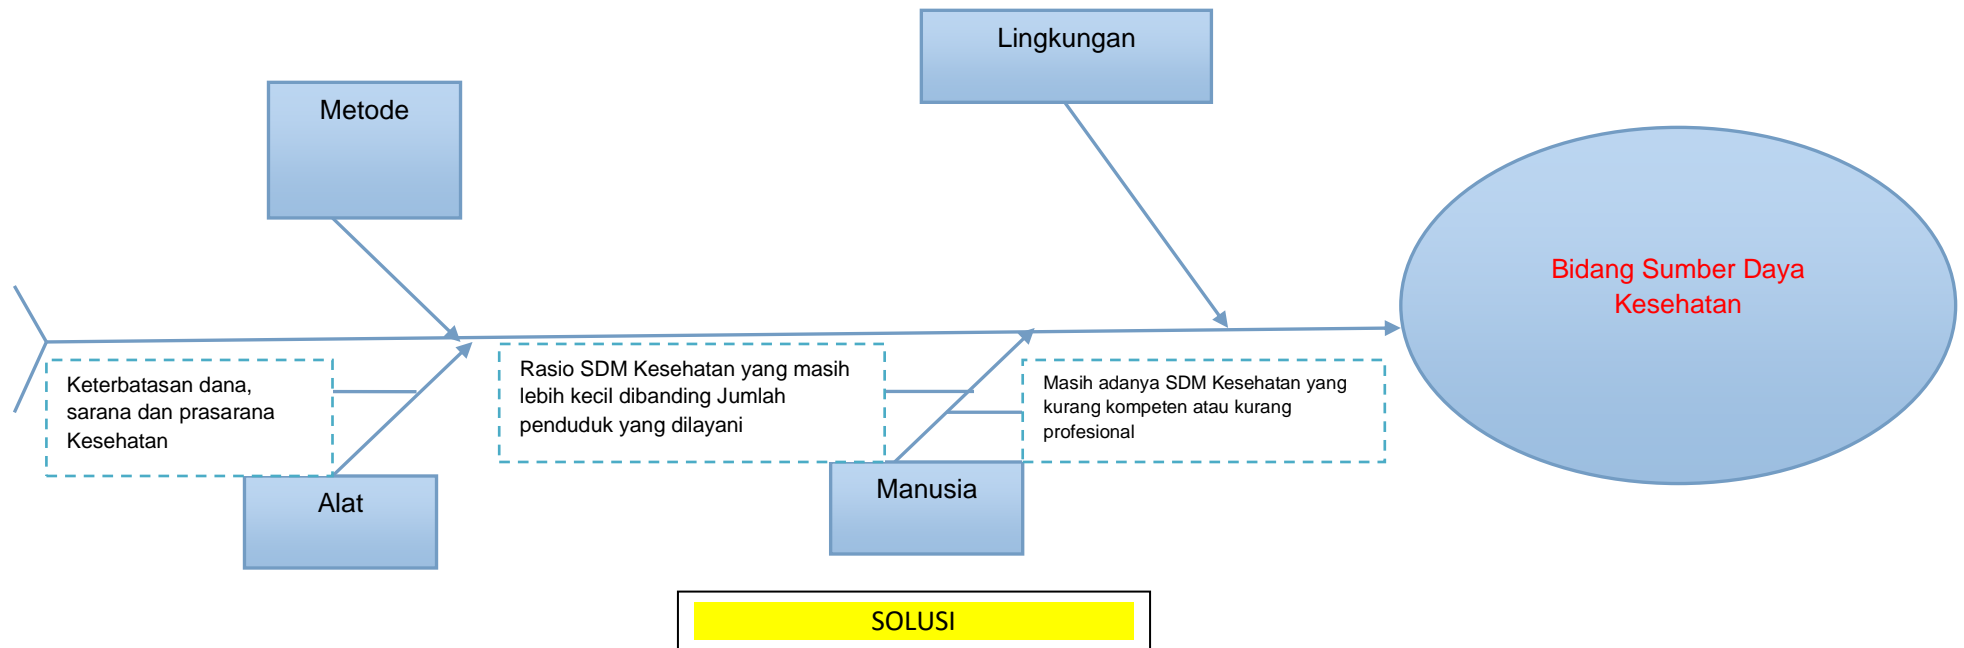 Lingkungan
Metode
Bidang Sumber Daya
Kesehatan
Keterbatasan dana,
sarana dan prasarana
Kesehatan
Rasio SDM Kesehatan yang masih
lebih kecil dibanding Jumlah
penduduk yang dilayani
Masih adanya SDM Kesehatan yang
kurang kompeten atau kurang
profesional
Alat
Manusia
SOLUSI